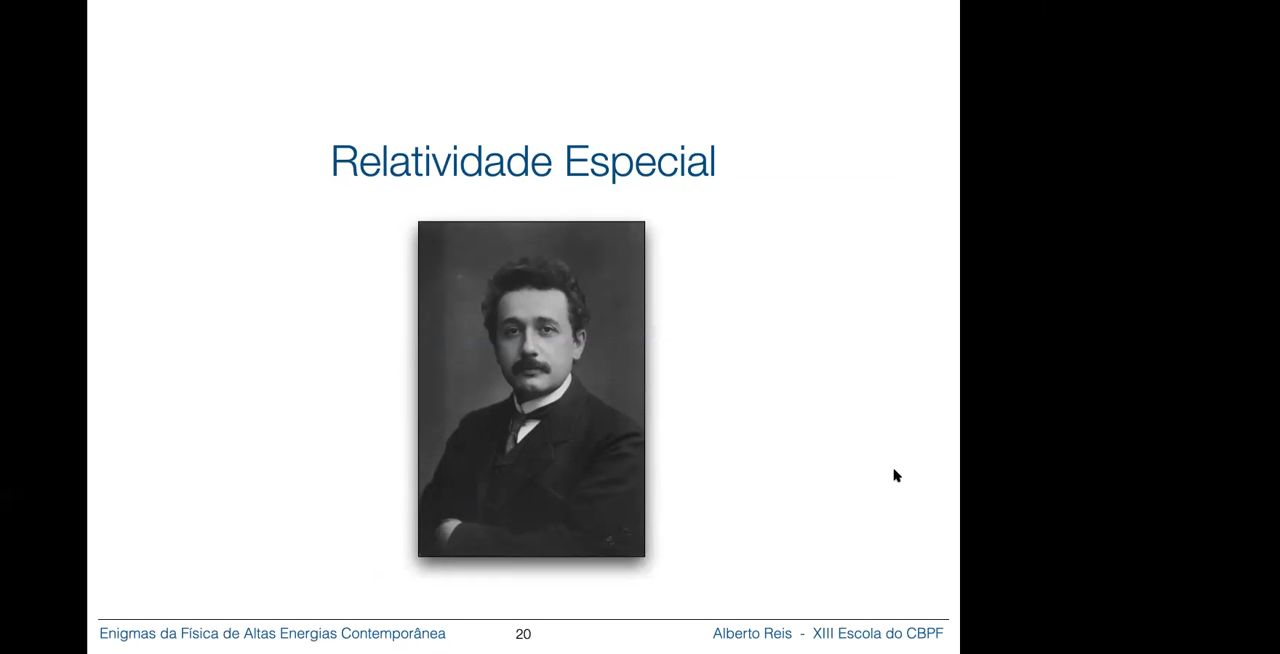 Relatividade Especial
Enigmas da Física de Altas Energias Contemporânea 20 Alberto Reis - XIII Escola do CBPF